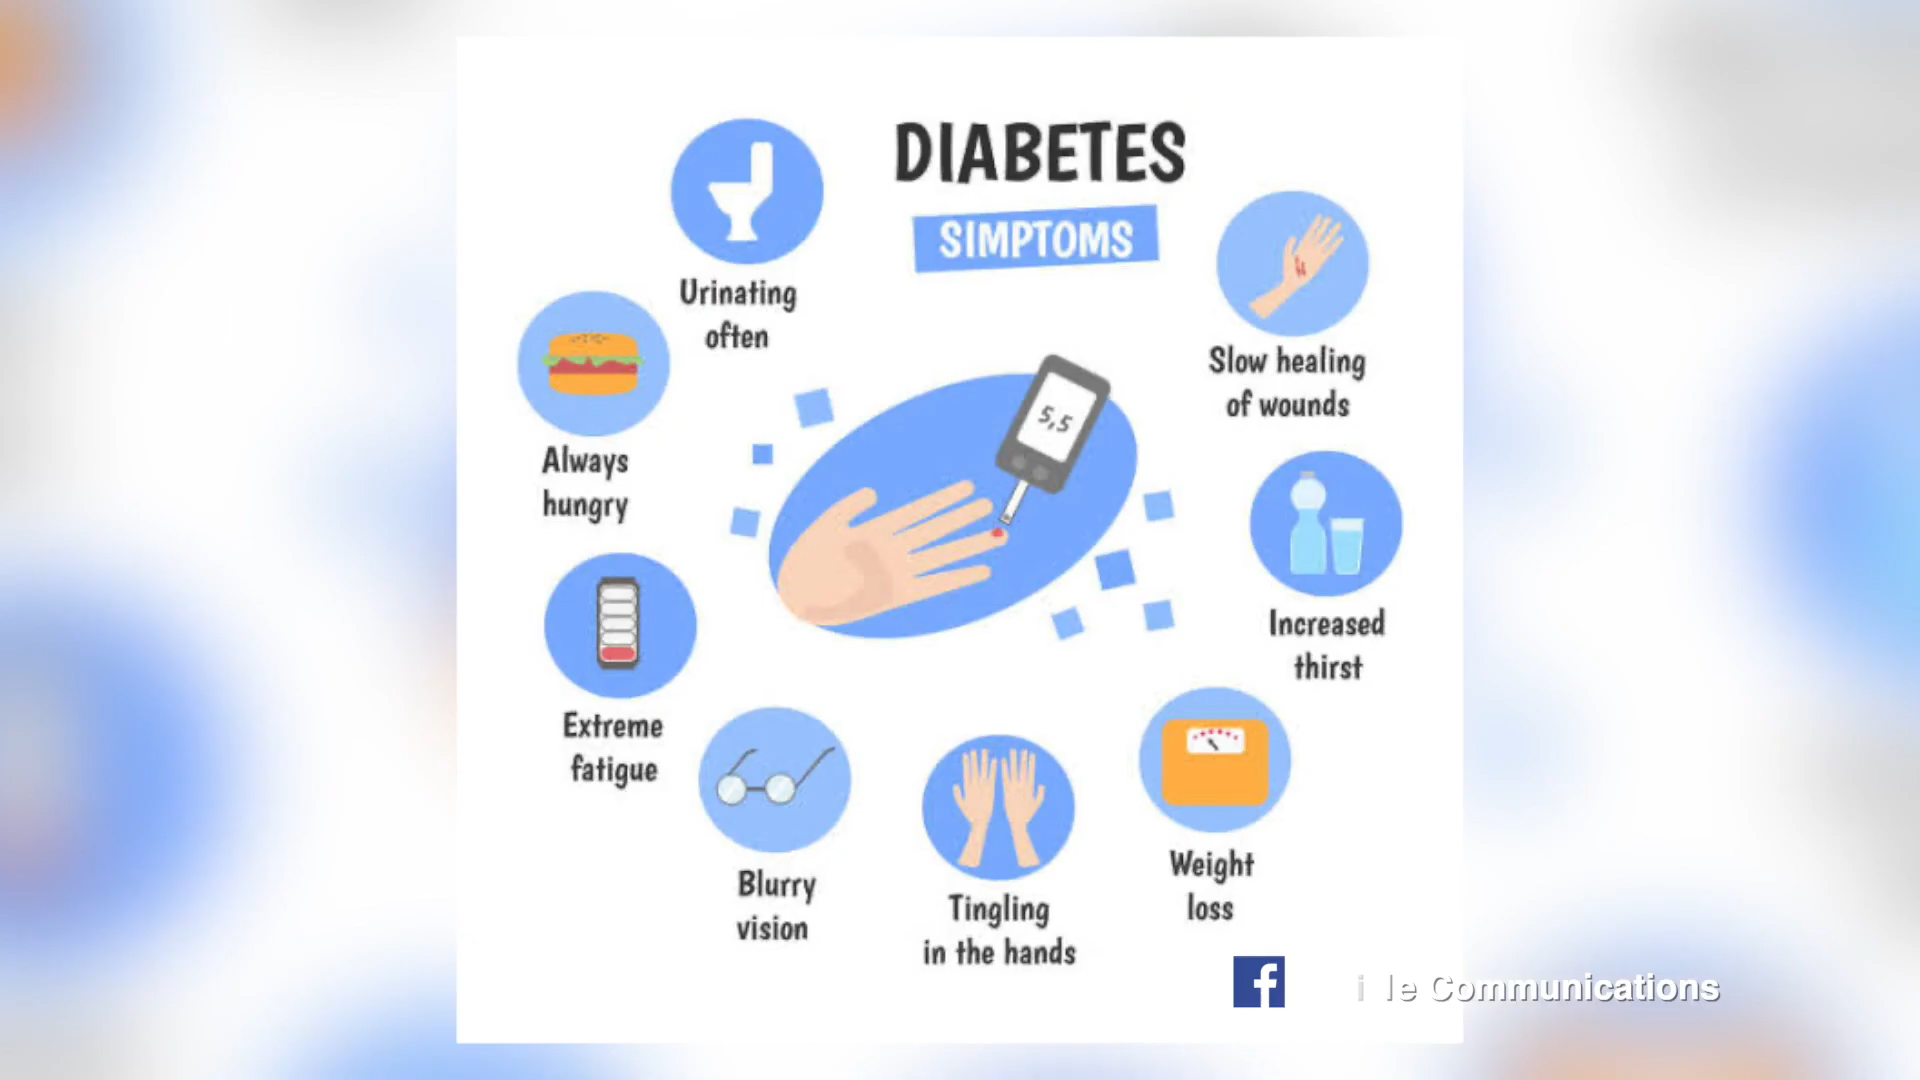 DIABETES
SIMPTOMS
Urinating
often
Slow healing
of wounds
Always
hungry
5,5
Increased
thirst
Extreme
fatigue
Blurry
vision
Tingling
in the hands
Weight
loss
Communications